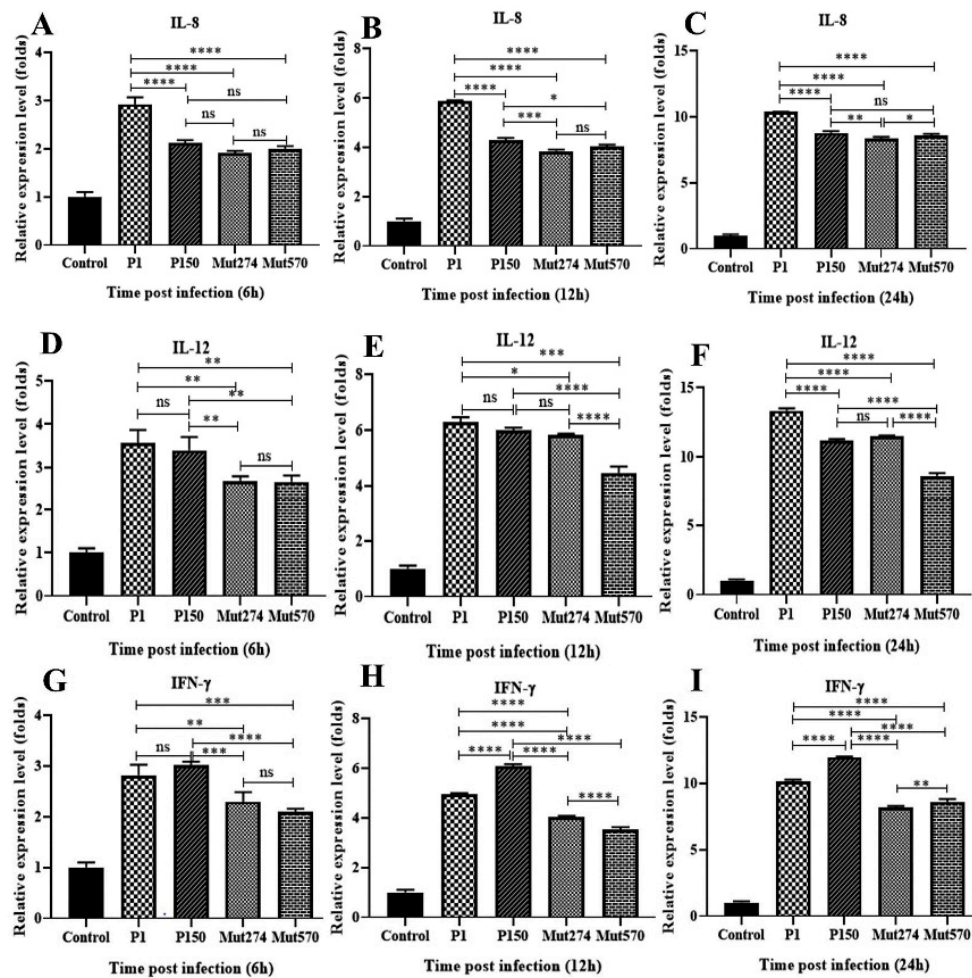 A
IL-8
Relative expression level (folds)
4
3
2
1
0
****
****
****
ns
ns
ns
Control P1 P150 Mut274 Mut570
Time post infection (6h)
B
IL-8
Relative expression level (folds)
8
6
4
2
0
****
****
****
*
***
ns
Control P1 P150 Mut274 Mut570
Time post infection (12h)
C
IL-8
Relative expression level (folds)
15
10
5
0
****
****
****
ns
**
*
Control P1 P150 Mut274 Mut570
Time post infection (24h)
D
IL-12
Relative expression level (folds)
5
4
3
2
1
0
**
**
ns
**
**
ns
Control P1 P150 Mut274 Mut570
Time post infection (6h)
E
IL-12
Relative expression level (folds)
8
6
4
2
0
***
*
****
ns
ns
****
Control P1 P150 Mut274 Mut570
Time post infection (12h)
F
IL-12
Relative expression level (folds)
15
10
5
0
****
****
****
****
ns
****
Control P1 P150 Mut274 Mut570
Time post infection (24h)
G
IFN-γ
Relative expression level (folds)
4
3
2
1
0
***
**
****
ns
***
ns
Control P1 P150 Mut274 Mut570
Time post infection (6h)
H
IFN-γ
Relative expression level (folds)
8
6
4
2
0
****
****
****
****
****
****
Control P1 P150 Mut274 Mut570
Time post infection (12h)
I
IFN-γ
Relative expression level (folds)
15
10
5
0
****
****
****
****
****
**
Control P1 P150 Mut274 Mut570
Time post infection (24h)